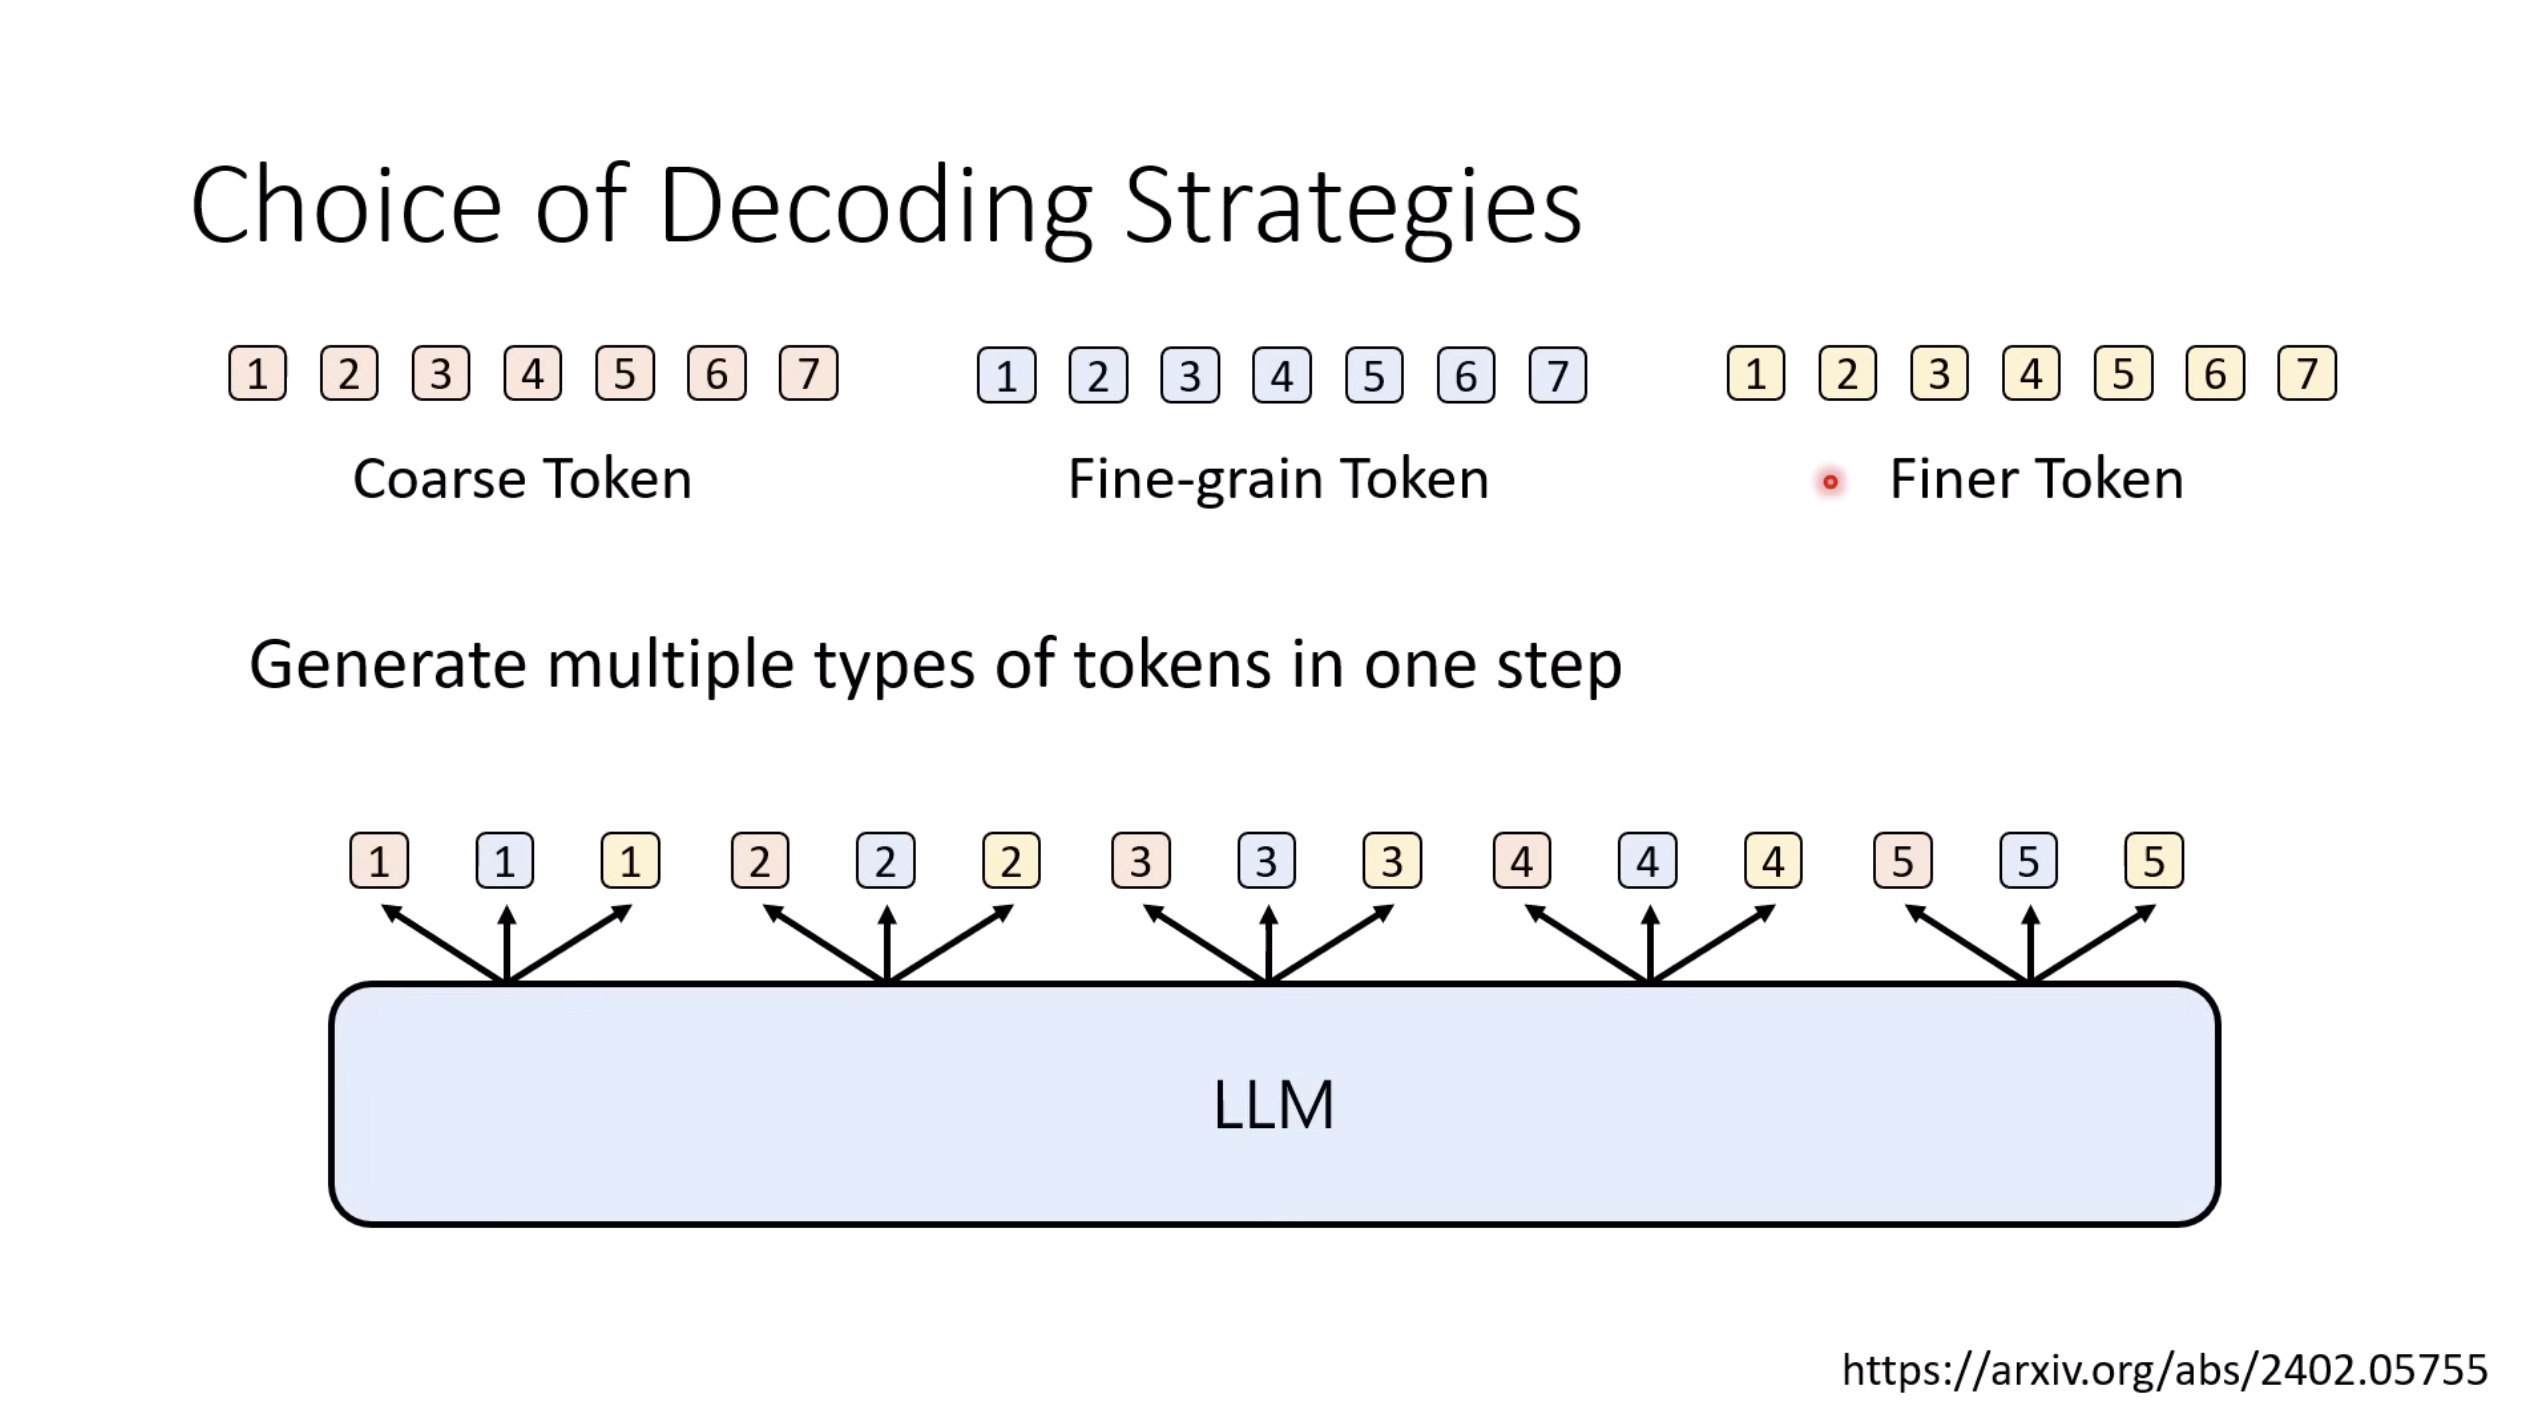 Choice of Decoding Strategies
1 2 3 4 5 6 7 1 2 3 4 5 6 7 1 2 3 4 5 6 7
Coarse Token Fine-grain Token Finer Token
Generate multiple types of tokens in one step
1 1 1 2 2 2 3 3 3 4 4 4 5 5 5
LLM
https://arxiv.org/abs/2402.05755